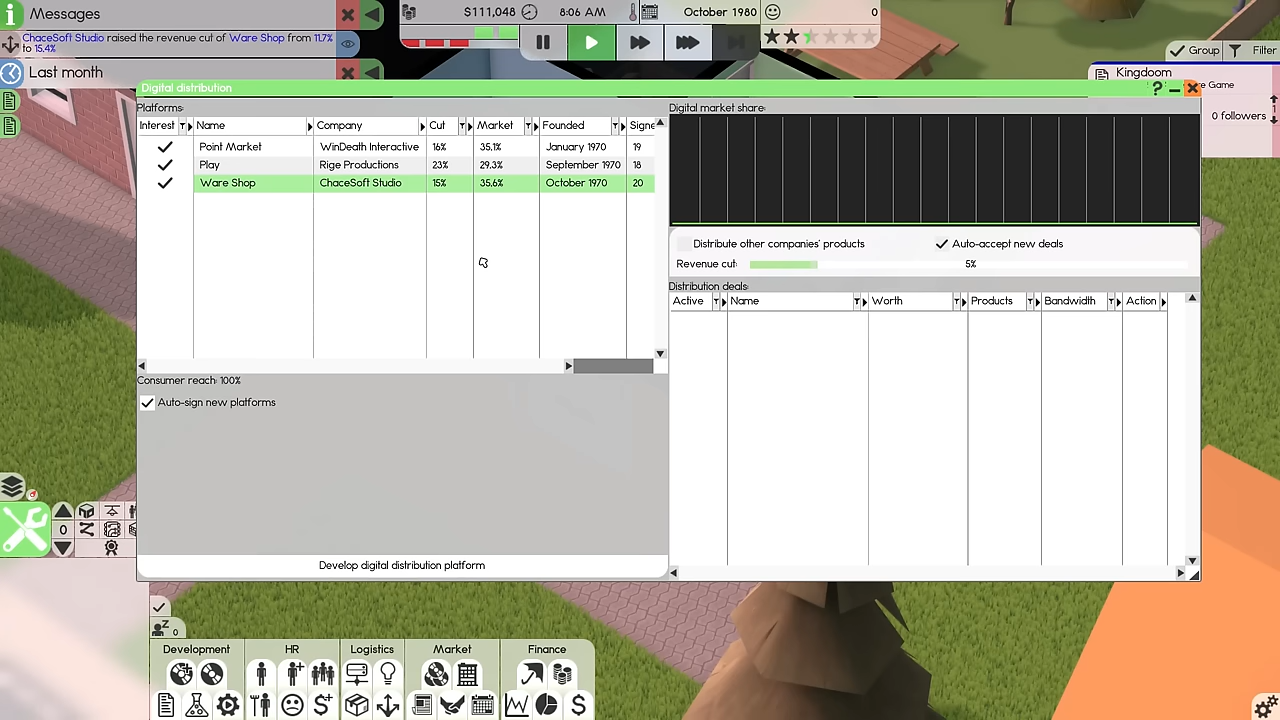 Messages
ChaceSoft Studio raised the revenue cut of Ware Shop from 11.7%
to 15.4%
Last month
$111,048
8:06 AM
October 1980
0
Group
Filter
Kingdoom
re Game
0 followers
1
Digital distribution
?
Platforms:
Interest Name Company Cut Market Founded Signe
Point Market WinDeath Interactive 16% 35.1% January 1970 19
Play Rige Productions 23% 29.3% September 1970 18
Ware Shop ChaceSoft Studio 15% 35.6% October 1970 20
Consumer reach: 100%
Auto-sign new platforms
Develop digital distribution platform
Digital market share:
Distribute other companies' products
Auto-accept new deals
Revenue cut: 5%
Distribution deals:
Active Name Worth Products Bandwidth Action
0
Z 0
Development HR Logistics Market Finance